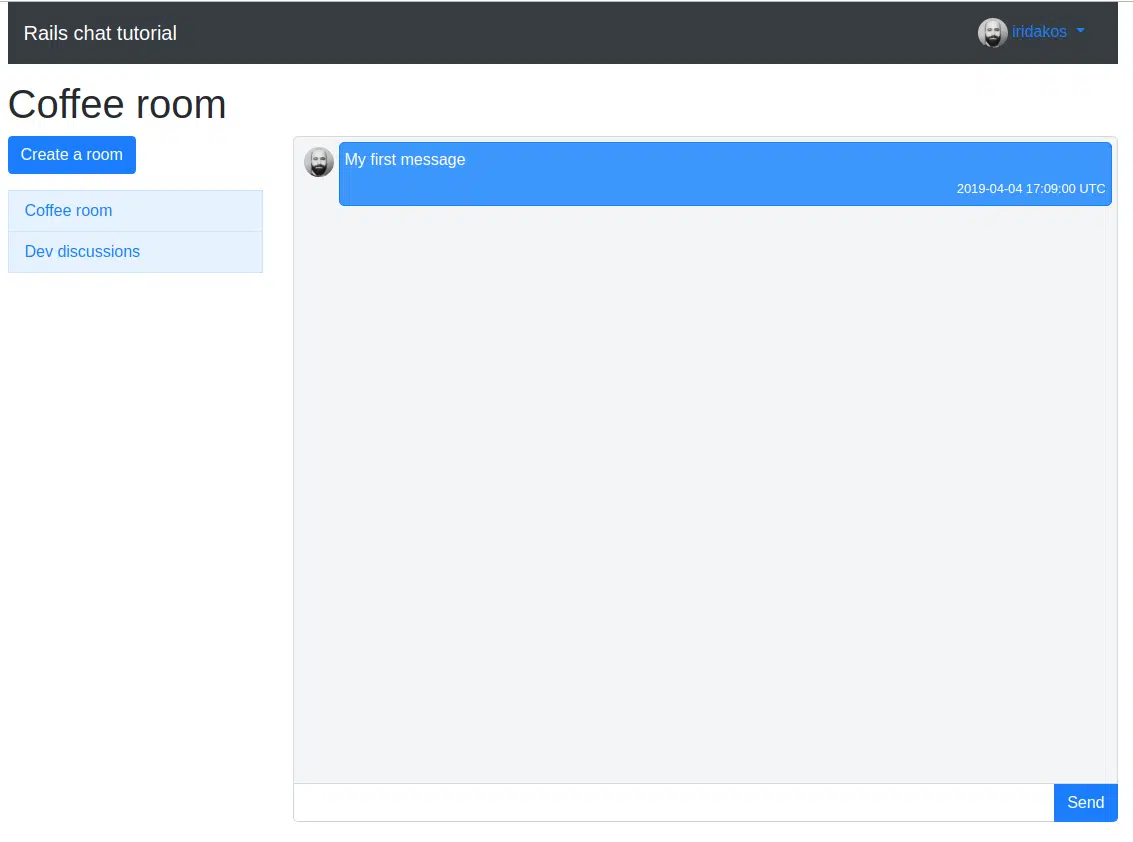 Rails chat tutorial
iridakos
Coffee room
Create a room
Coffee room
Dev discussions
My first message
2019-04-04 17:09:00 UTC
Send